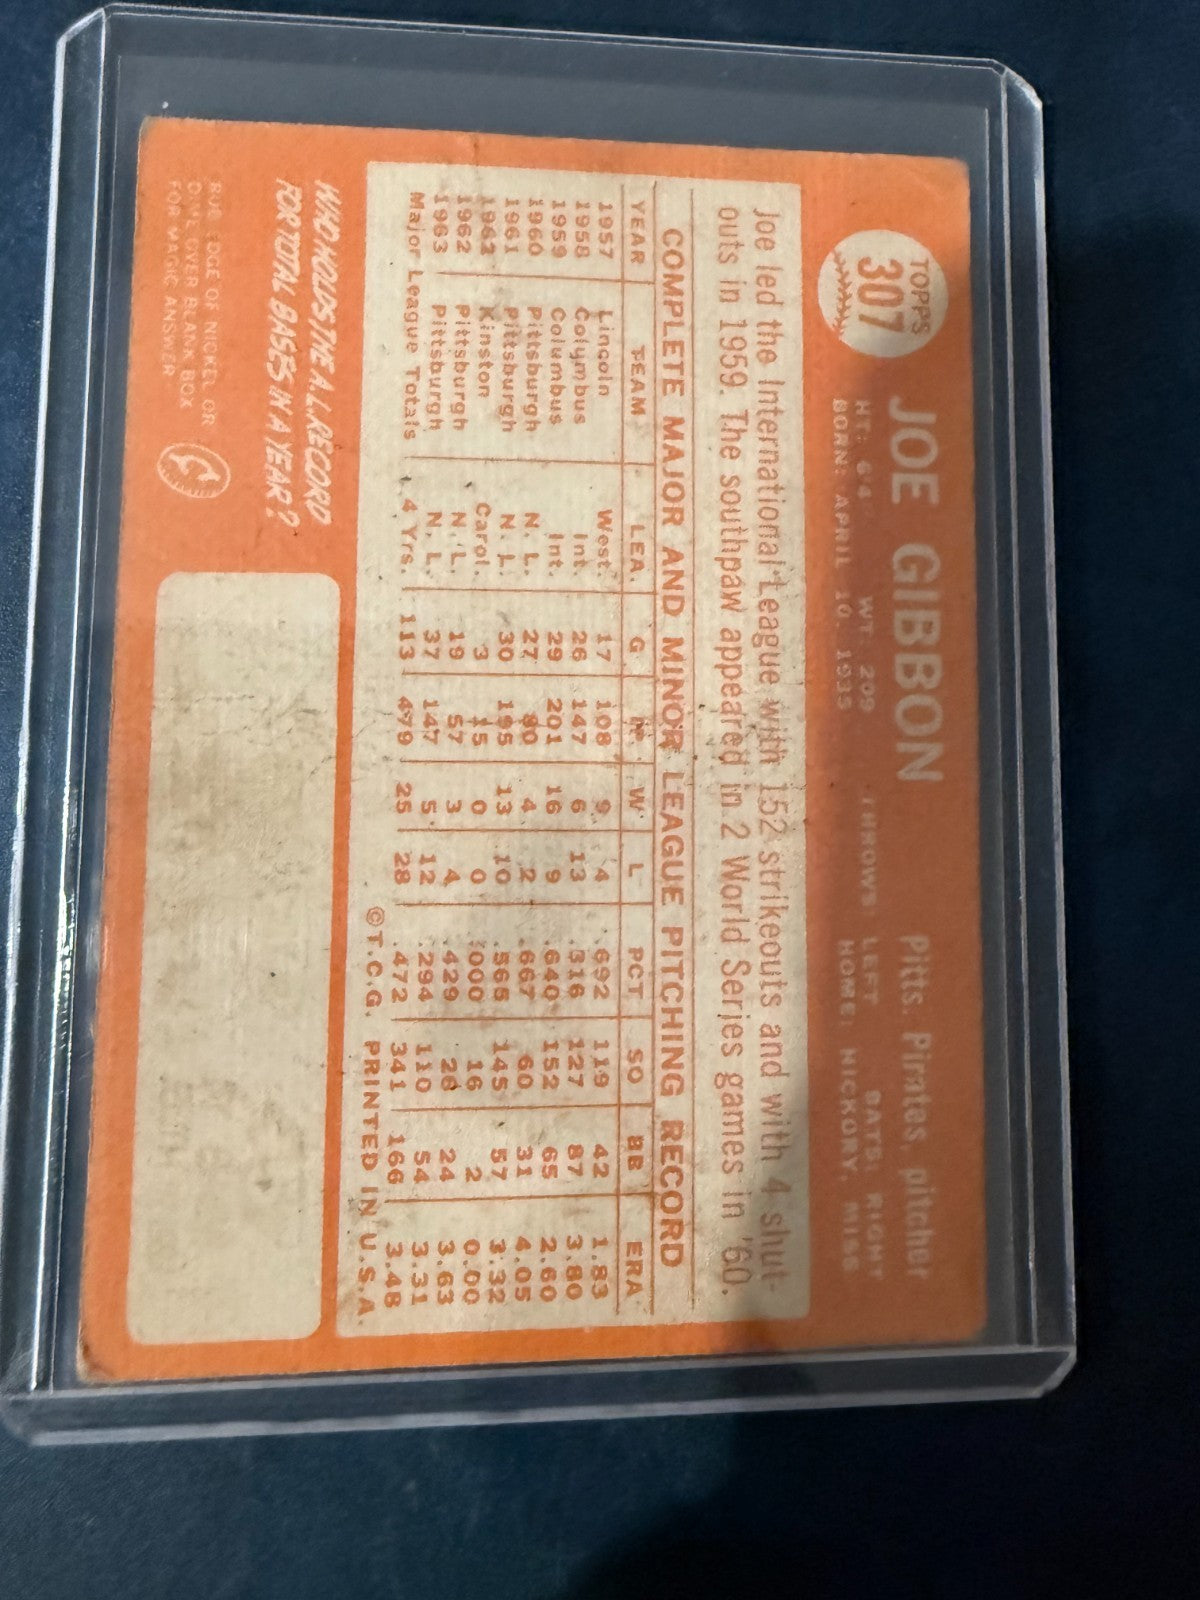 TOPPS
307
JOE GIBBON
Pitts. Pirates, pitcher
HT: 6'4" WT: 209 THROWS: LEFT BATS: RIGHT
BORN: APRIL 10, 1935 HOME: HICKORY, MISS
Joe led the International League with 152 strikeouts and with 4 shut-
outs in 1959. The southpaw appeared in 2 World Series games in '60.
COMPLETE MAJOR AND MINOR LEAGUE PITCHING RECORD
YEAR TEAM LEA. G IP W L PCT SO BB ERA
1957 Lincoln West. 17 108 9 4 .692 119 42 1.83
1958 Columbus Int. 26 147 6 13 .316 127 87 3.80
1959 Columbus Int. 29 201 16 9 .640 152 65 2.60
1960 Pittsburgh N. L. 27 80 4 2 .667 60 31 4.05
1961 Pittsburgh N. L. 30 195 13 10 .565 145 57 3.32
1962 Kinston Carol. 3 15 0 0 .000 16 2 0.00
1962 Pittsburgh N. L. 19 57 3 4 .429 26 24 3.63
1963 Pittsburgh N. L. 37 147 5 12 .294 110 54 3.31
Major League Totals 4 Yrs. 113 479 25 28 .472 341 166 3.48
© T.C.G. PRINTED IN U.S.A.
WHO HOLDS THE A.L. RECORD
FOR TOTAL BASES IN A YEAR?
RUB EDGE OF NICKEL OR
DIME OVER BLANK BOX
FOR MAGIC ANSWER